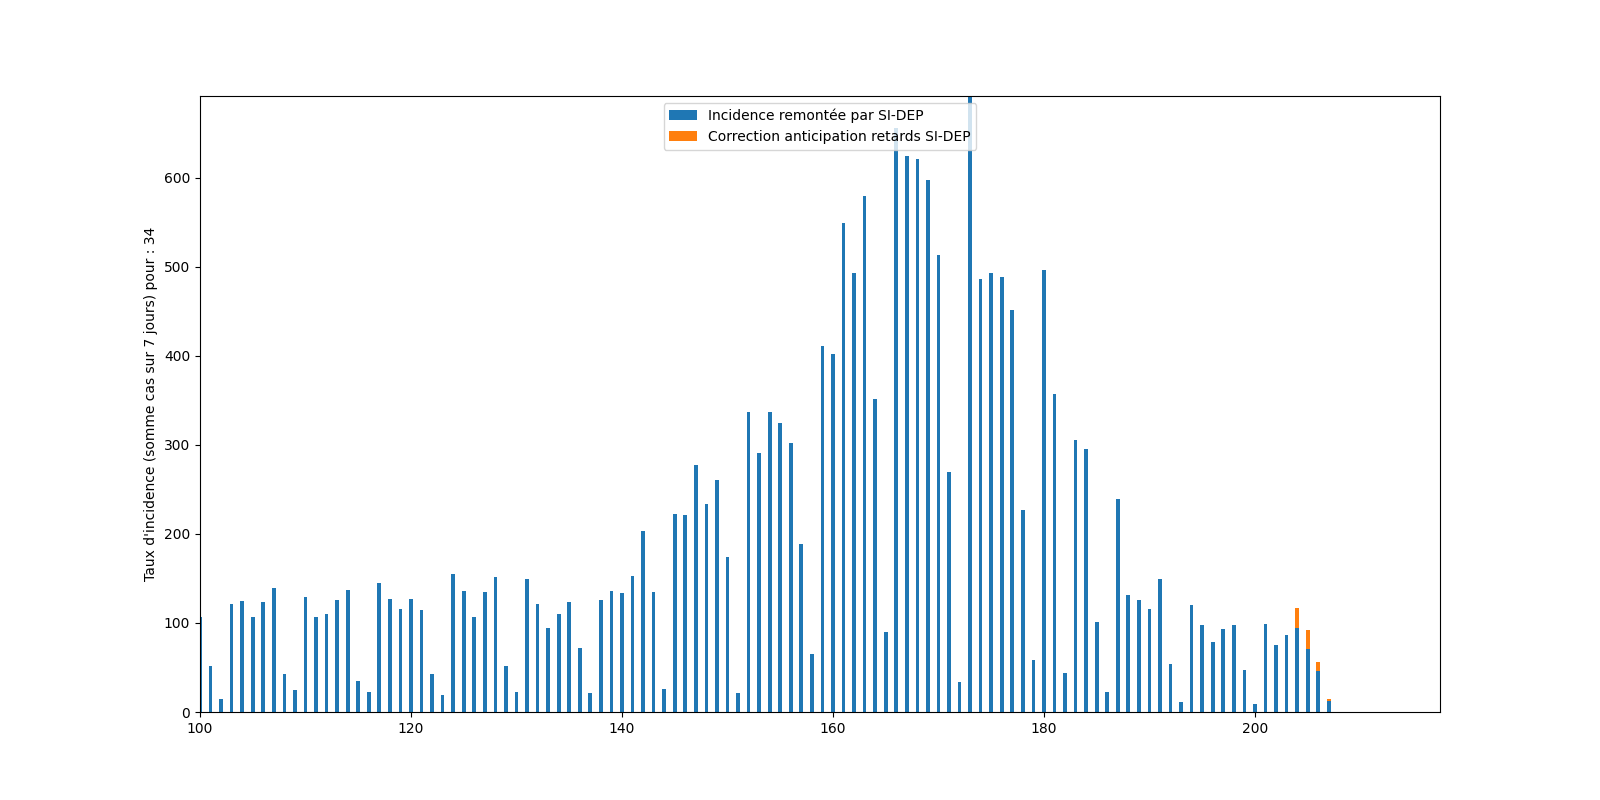 Incidence remontée par SI-DEP
Correction anticipation retards SI-DEP
Taux d'incidence (somme cas sur 7 jours) pour : 34
600
500
400
300
200
100
0
100 120 140 160 180 200